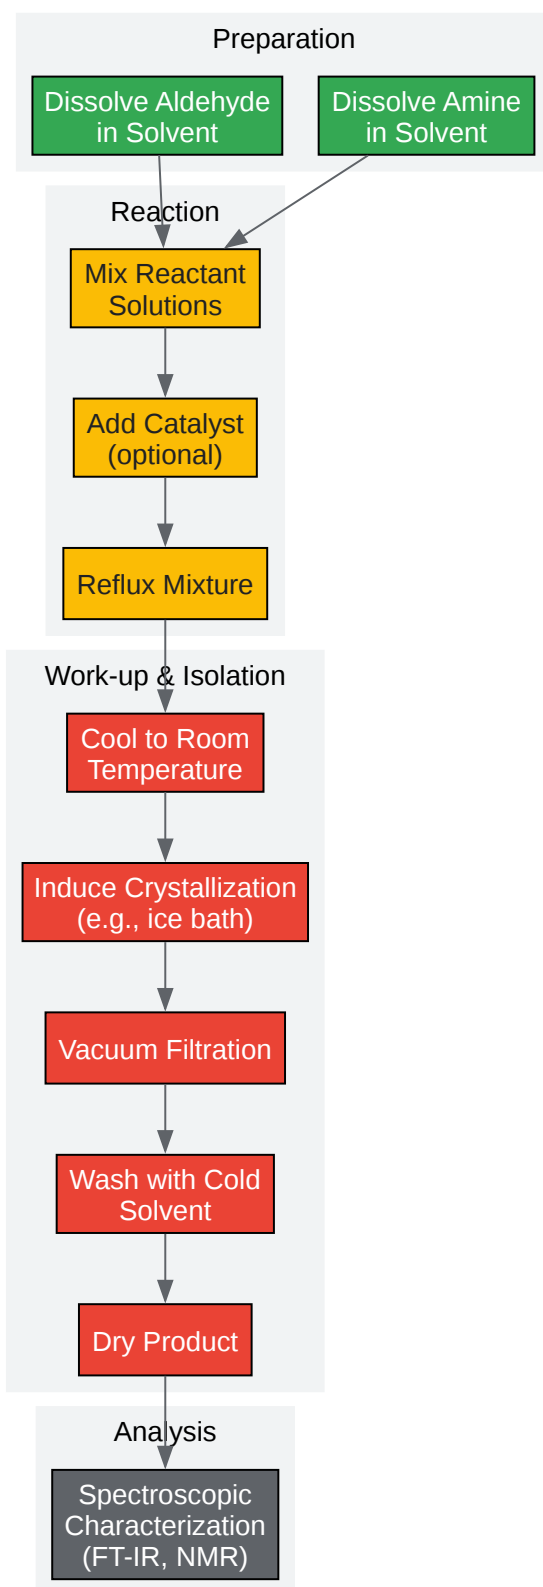 Preparation
Dissolve Aldehyde
in Solvent
Dissolve Amine
in Solvent
Reaction
Mix Reactant
Solutions
Add Catalyst
(optional)
Reflux Mixture
Work-up & Isolation
Cool to Room
Temperature
Induce Crystallization
(e.g., ice bath)
Vacuum Filtration
Wash with Cold
Solvent
Dry Product
Analysis
Spectroscopic
Characterization
(FT-IR, NMR)